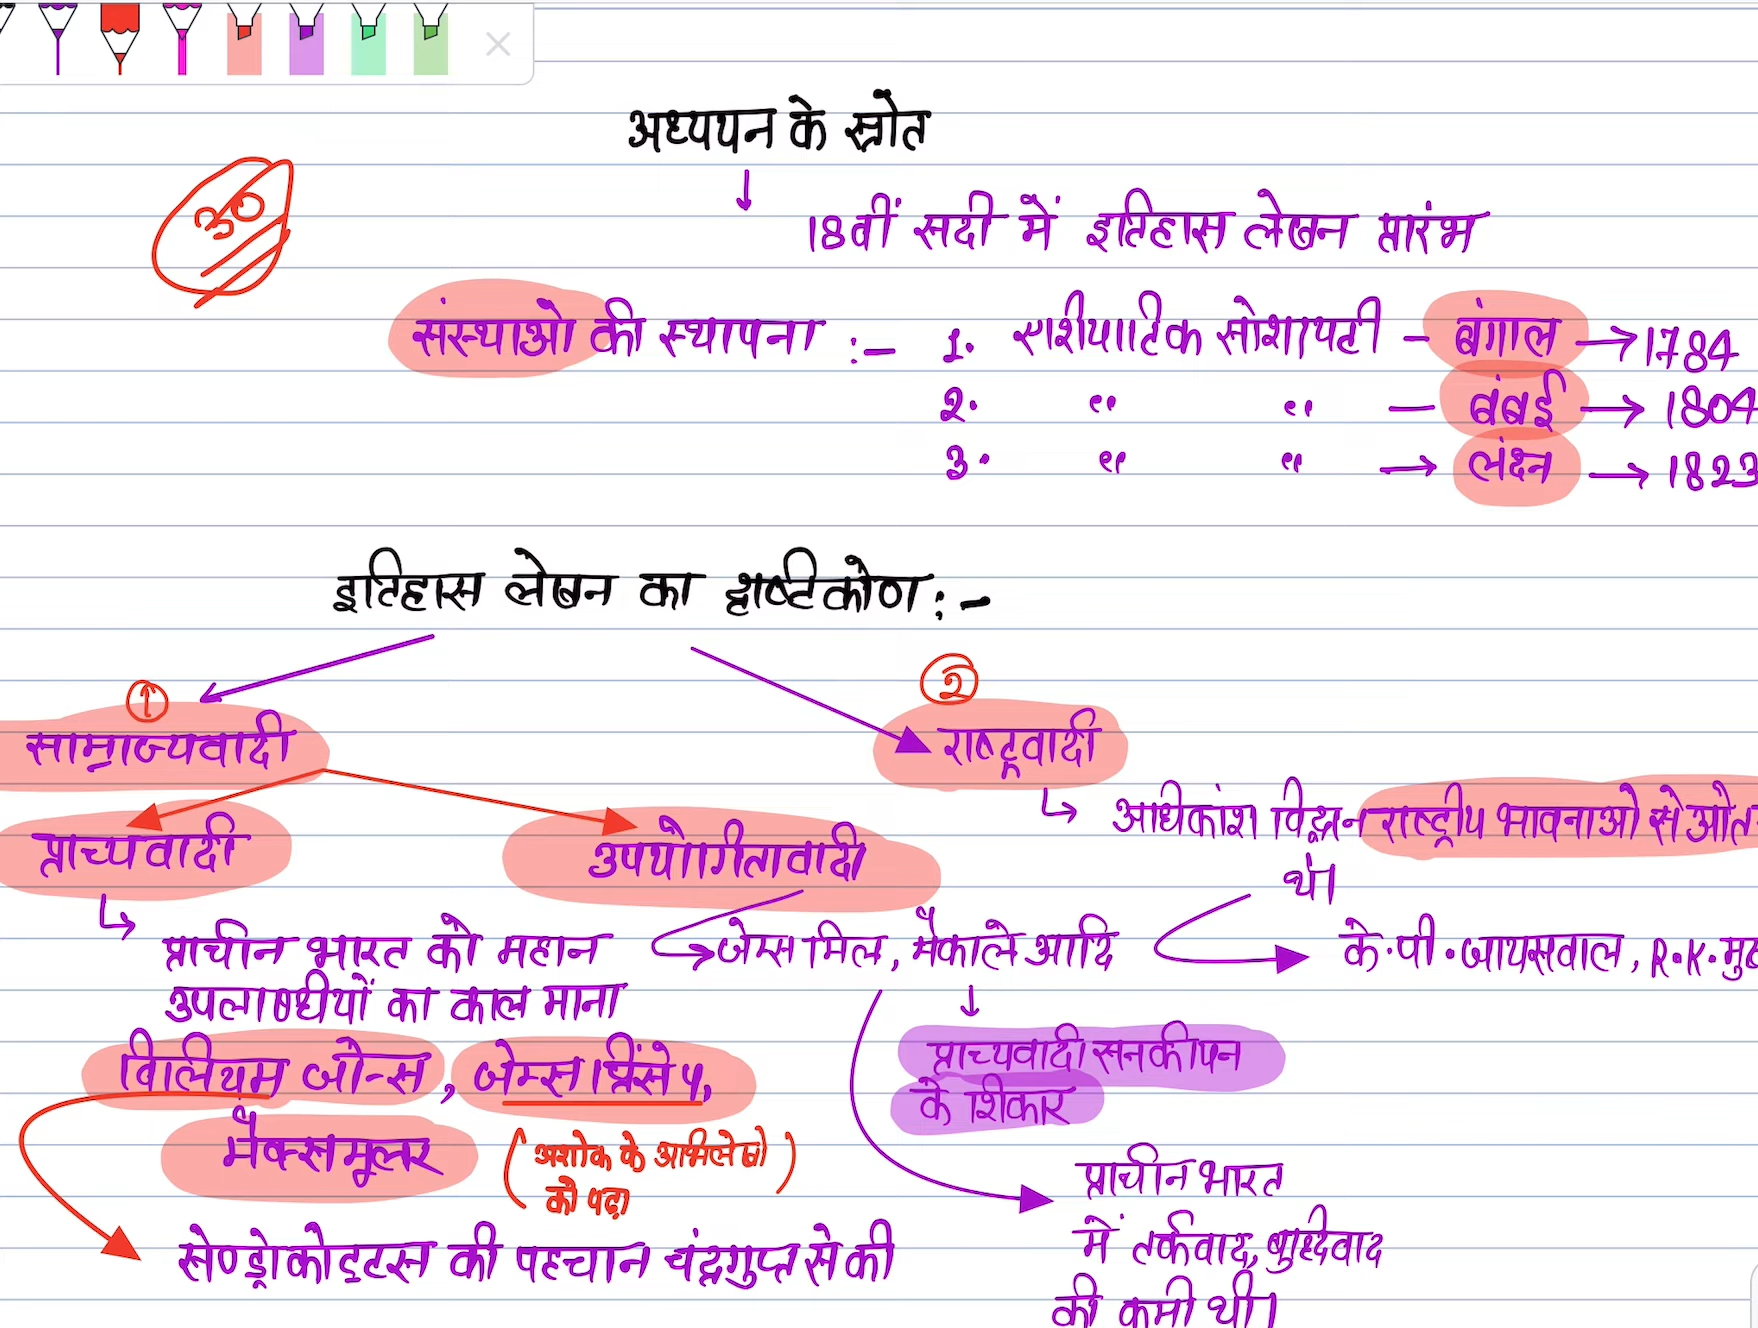 अध्ययन के स्रोत
↓
30
18वीं सदी में इतिहास लेखन प्रारंभ
संस्थाओ की स्थापना :- 1. एशीयाटिक सोशायटी - बंगाल → 1784
2. " " - बंबई → 1804
3. " " → लंदन → 1823
इतिहास लेखन का दृष्टिकोण :-
1 2
सामाज्यवादी राष्ट्रवादी
↳ अधिकांश विद्वान राष्ट्रीय भावनाओ से ओत
थे।
प्राच्यवादी उपयोगितावादी
↳ प्राचीन भारत को महान → जेम्स मिल, मैकाले आदि → के.पी. जायसवाल, R.K.
उपलब्धीयों का काल माना
↓
प्राच्यवादी सनकीपन
के शिकार
विलियम जोन्स, जेम्स प्रिंसेप,
मैक्समूलर (अशोक के अभिलेखो
को पढ़ा)
प्राचीन भारत
में तर्कवाद, बुद्धिवाद
की कमी थी।
सेण्ड्रोकोट्टस की पहचान चंद्रगुप्त से की